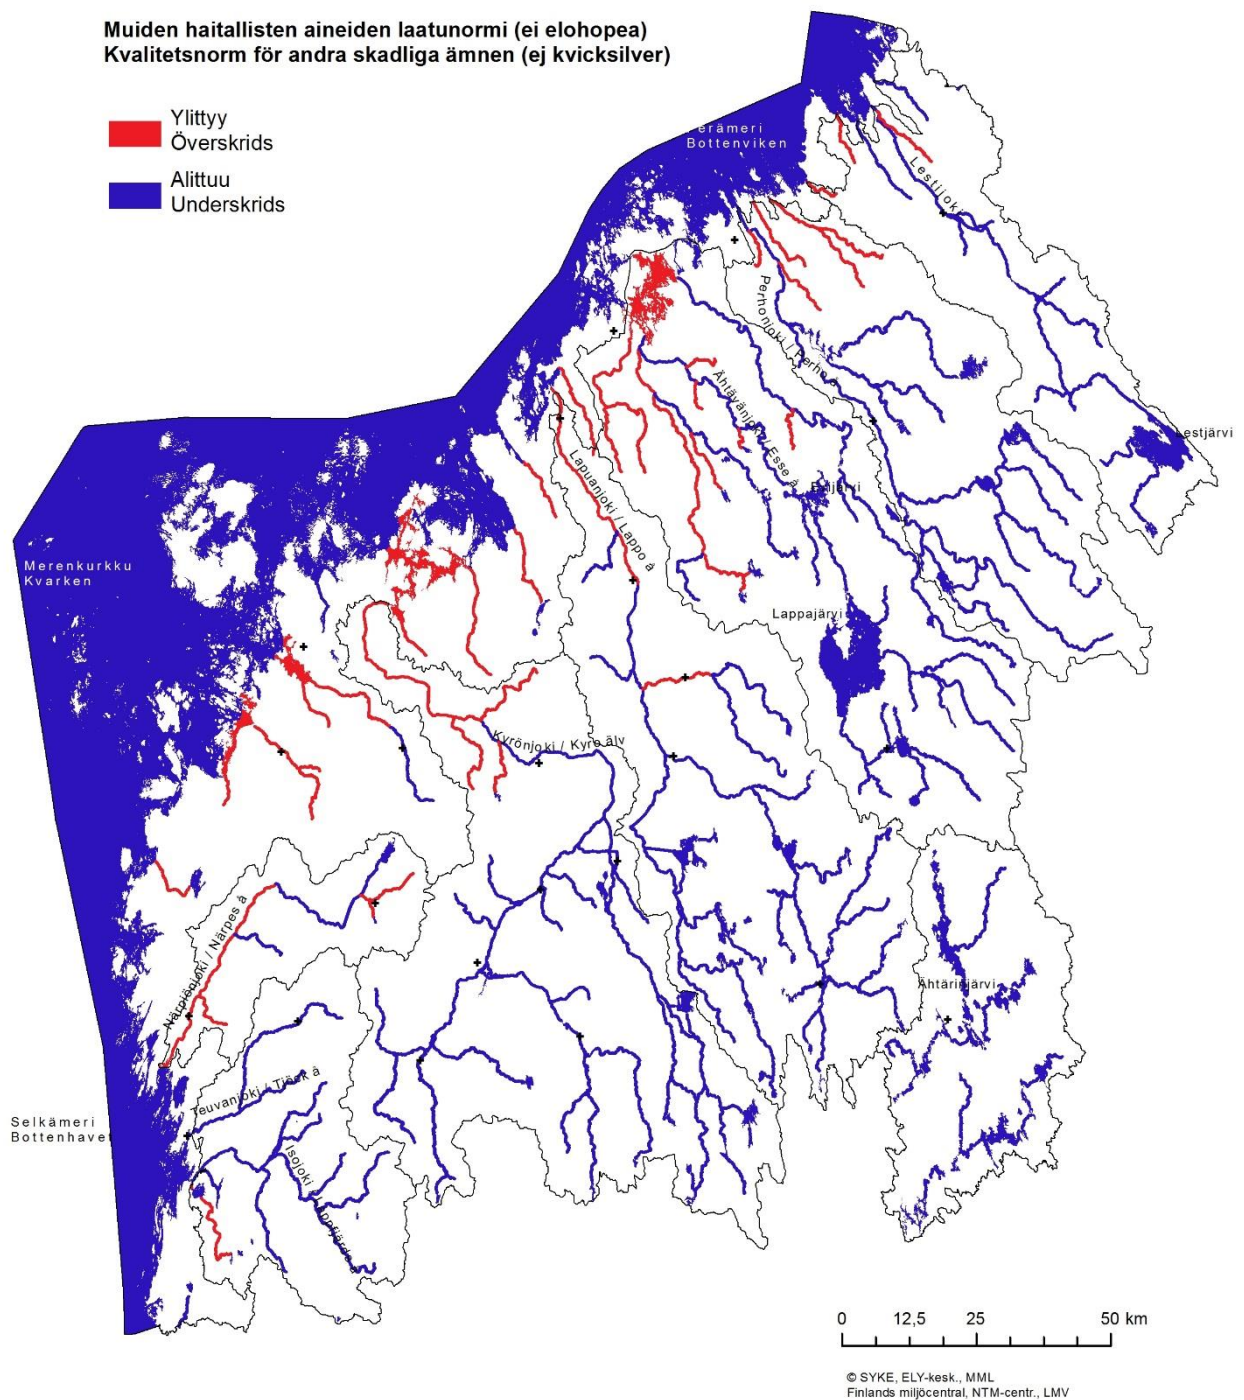 Muiden haitallisten aineiden laatunormi (ei elohopea)
Kvalitetsnorm för andra skadliga ämnen (ej kvicksilver)
Ylittyy
Överskrids
Alittuu
Underskrids
Perämeri
Bottenviken
Lestijoki
Perhonjoki / Perho å
Ähtävänjoki / Esse å
Lestjärvi
Lapuanjoki / Lappo å
Evijärvi
Merenkurkku
Kvarken
Lappajärvi
Kyrönjoki / Kyro älv
Närpiönjoki / Närpes å
Ähtärinjärvi
Teuvanjoki / Tjöck å
Selkämeri
Bottenhavet
Isojoki
0 12,5 25 50 km
© SYKE, ELY-kesk., MML
Finlands miljöcentral, NTM-centr., LMV